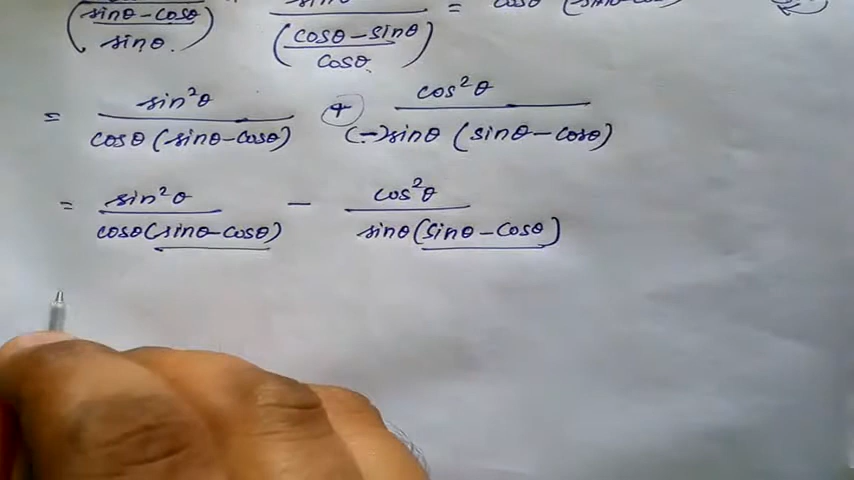 (sinθ-cosθ / sinθ) (cosθ-sinθ / cosθ) = cosθ
= sin²θ / cosθ(sinθ-cosθ) + cos²θ / (-)sinθ (sinθ-cosθ)
= sin²θ / cosθ(sinθ-cosθ) - cos²θ / sinθ(sinθ-cosθ)